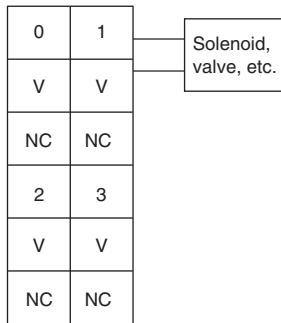 0 1
V V
NC NC
2 3
V V
NC NC
Solenoid,
valve, etc.